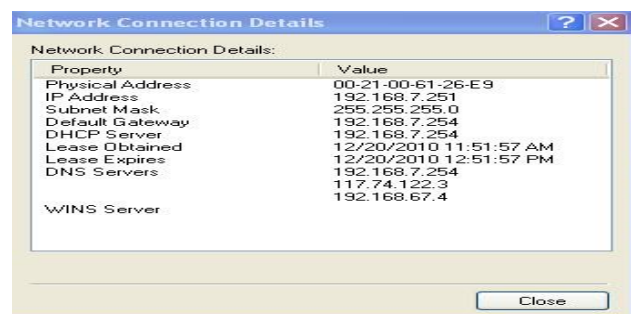 Network Connection Details
Network Connection Details:
Property Value
Physical Address 00-21-00-61-26-E9
IP Address 192.168.7.251
Subnet Mask 255.255.255.0
Default Gateway 192.168.7.254
DHCP Server 192.168.7.254
Lease Obtained 12/20/2010 11:51:57 AM
Lease Expires 12/20/2010 12:51:57 PM
DNS Servers 192.168.7.254
117.74.122.3
192.168.67.4
WINS Server
Close